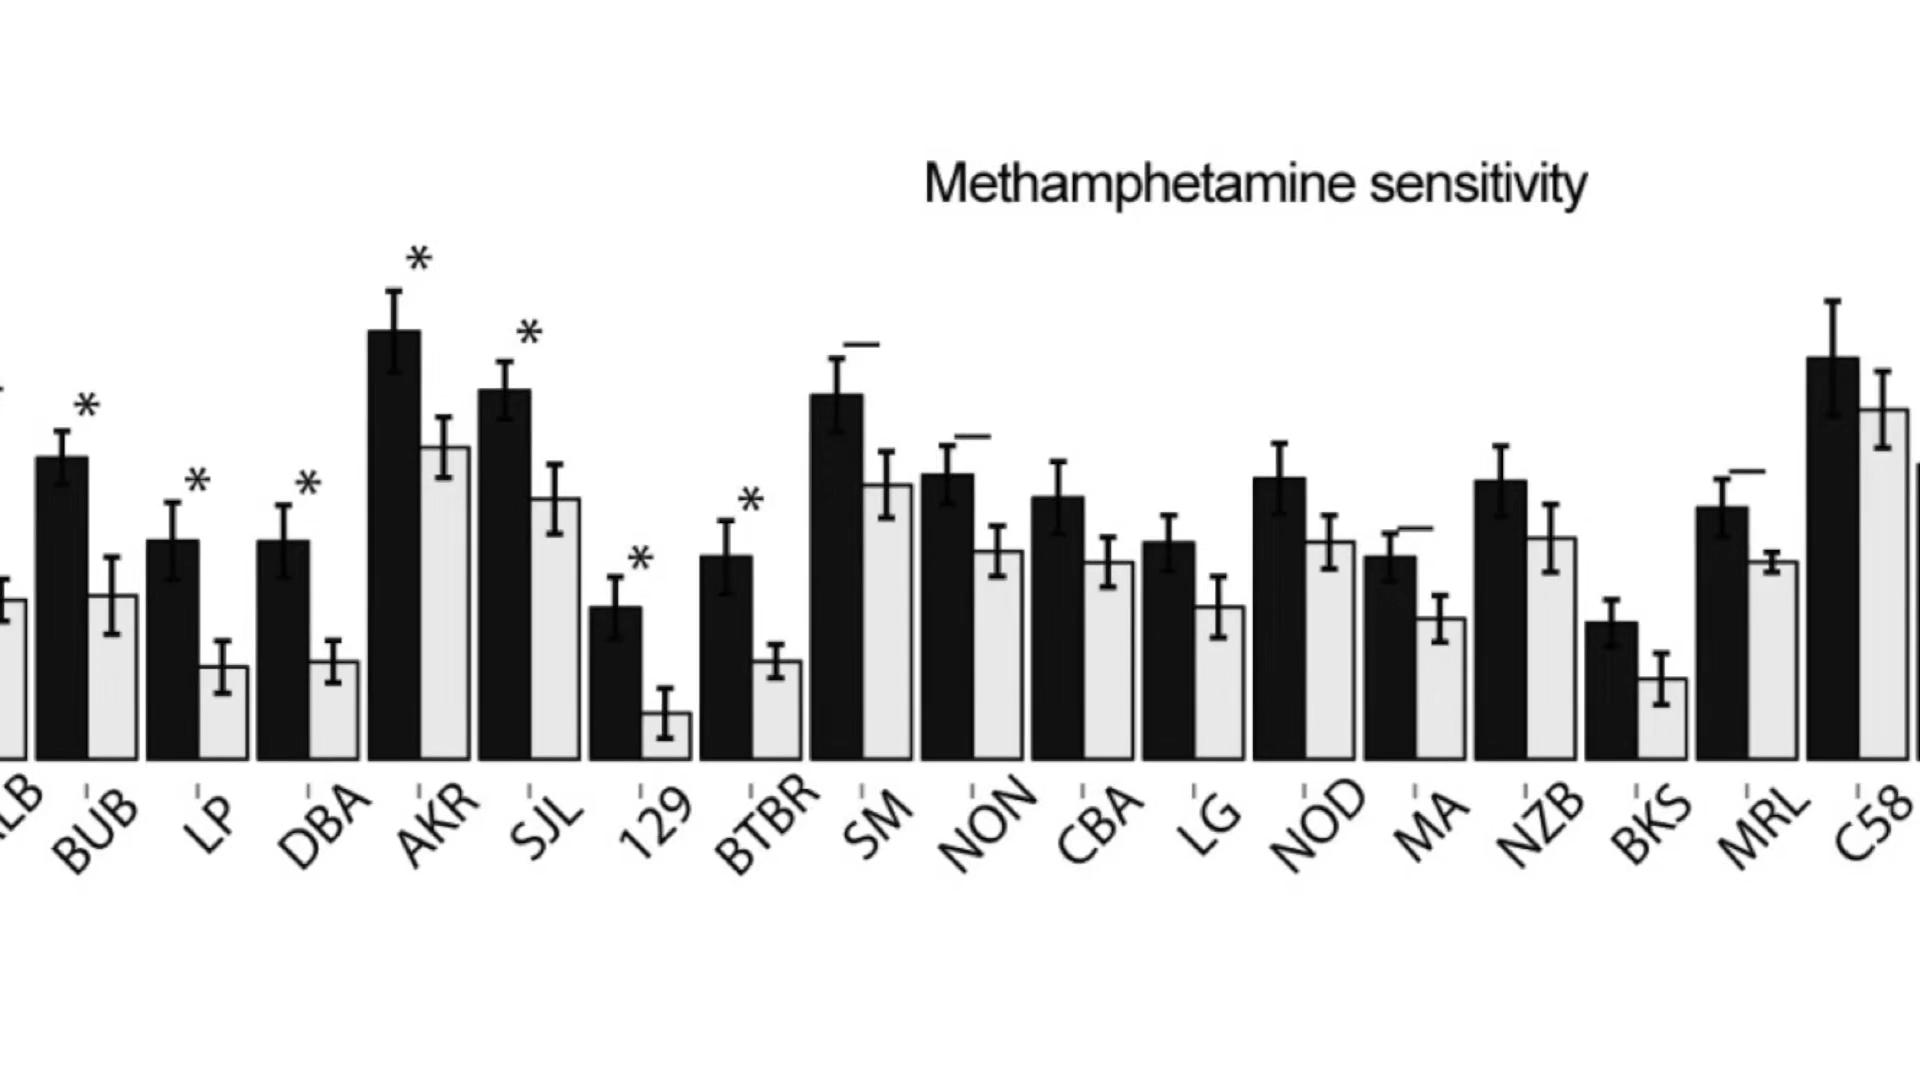 Methamphetamine sensitivity
* * * * * * *
BUB LP DBA AKR SJL 129 BTBR SM NON CBA LG NOD MA NZB BKS MRL C58